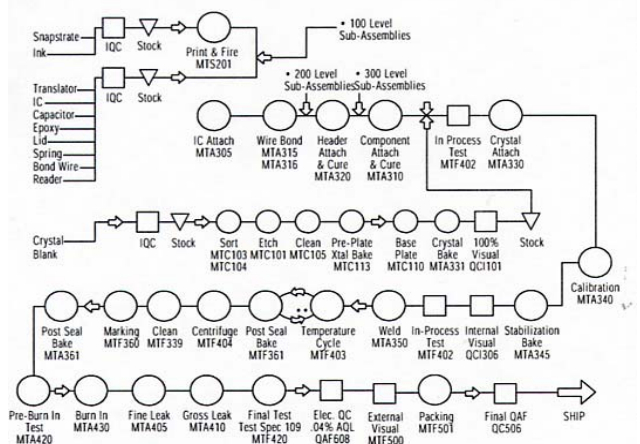 Snapstrate
Ink
IQC
Stock
Print & Fire
MTS201
• 100 Level
Sub-Assemblies
Translator
IC
Capacitor
Epoxy
Lid
Spring
Bond Wire
Reader
IQC
Stock
• 200 Level
Sub-Assemblies
• 300 Level
Sub-Assemblies
IC Attach
MTA305
Wire Bond
MTA315
MTA316
Header
Attach
& Cure
MTA320
Component
Attach
& Cure
MTA310
In Process
Test
MTF402
Crystal
Attach
MTA330
Crystal
Blank
IQC
Stock
Sort
MTC103
MTC104
Etch
MTC101
Clean
MTC105
Pre-Plate
Xtal Bake
MTC113
Base
Plate
MTC110
Crystal
Bake
MTA331
100%
Visual
QCI101
Stock
Calibration
MTA340
Post Seal
Bake
MTA361
Marking
MTF360
Clean
MTF339
Centrifuge
MTF404
Post Seal
Bake
MTF361
Temperature
Cycle
MTF403
Weld
MTA350
In-Process
Test
MTF402
Internal
Visual
QCI306
Stabilization
Bake
MTA345
Pre-Burn In
Test
MTA420
Burn In
MTA430
Fine Leak
MTA405
Gross Leak
MTA410
Final Test
Test Spec 109
MTF420
Elec. QC
.04% AQL
QAF608
External
Visual
MTF500
Packing
MTF501
Final QAF
QC506
SHIP